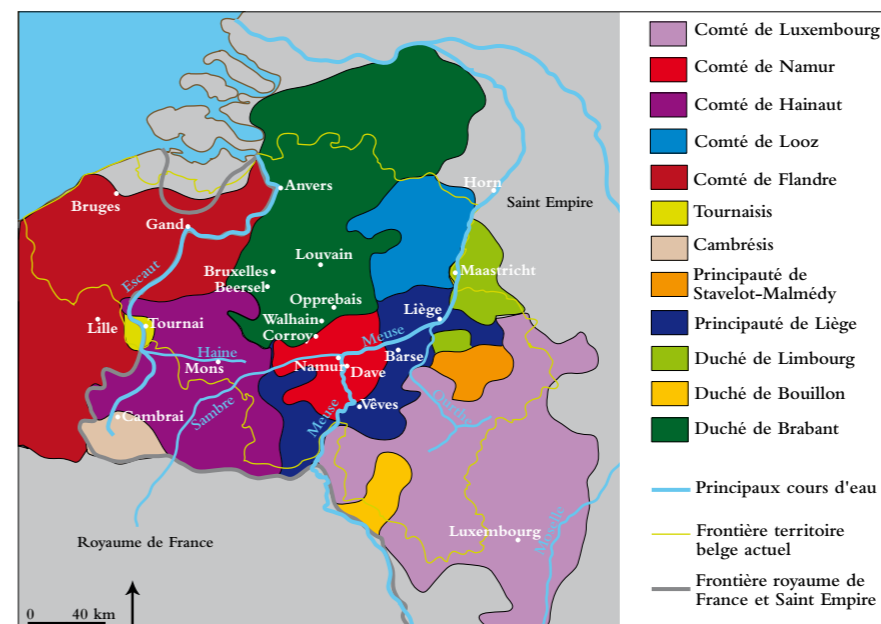 Comté de Luxembourg
Comté de Namur
Comté de Hainaut
Comté de Looz
Comté de Flandre
Tournaisis
Cambrésis
Principauté de
Stavelot-Malmédy
Principauté de Liège
Duché de Limbourg
Duché de Bouillon
Duché de Brabant
Principaux cours d'eau
Frontière territoire
belge actuel
Frontière royaume de
France et Saint Empire
Horn
Anvers
Saint Empire
Bruges
Gand
Louvain
Bruxelles
Maastricht
Escaut
Beersel
Opprebais
Walhain
Liège
Lille
Tournai
Corroy
Meuse
Haine
Barse
Mons
Namur
Dave
Sambre
Vêves
Ourthe
Cambrai
Meuse
Luxembourg
Moselle
Royaume de France
0 40 km